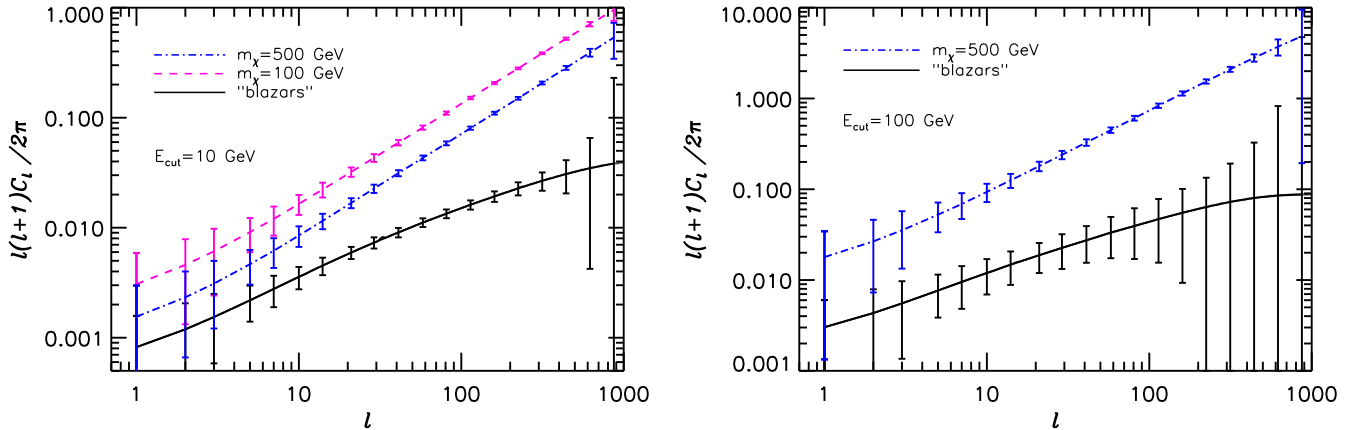 l(l+1)C_l/2π
1.000
0.100
0.010
0.001
m_χ=500 GeV
m_χ=100 GeV
"blazars"
E_cut=10 GeV
1
10
100
1000
l
l(l+1)C_l/2π
10.000
1.000
0.100
0.010
0.001
m_χ=500 GeV
"blazars"
E_cut=100 GeV
1
10
100
1000
l